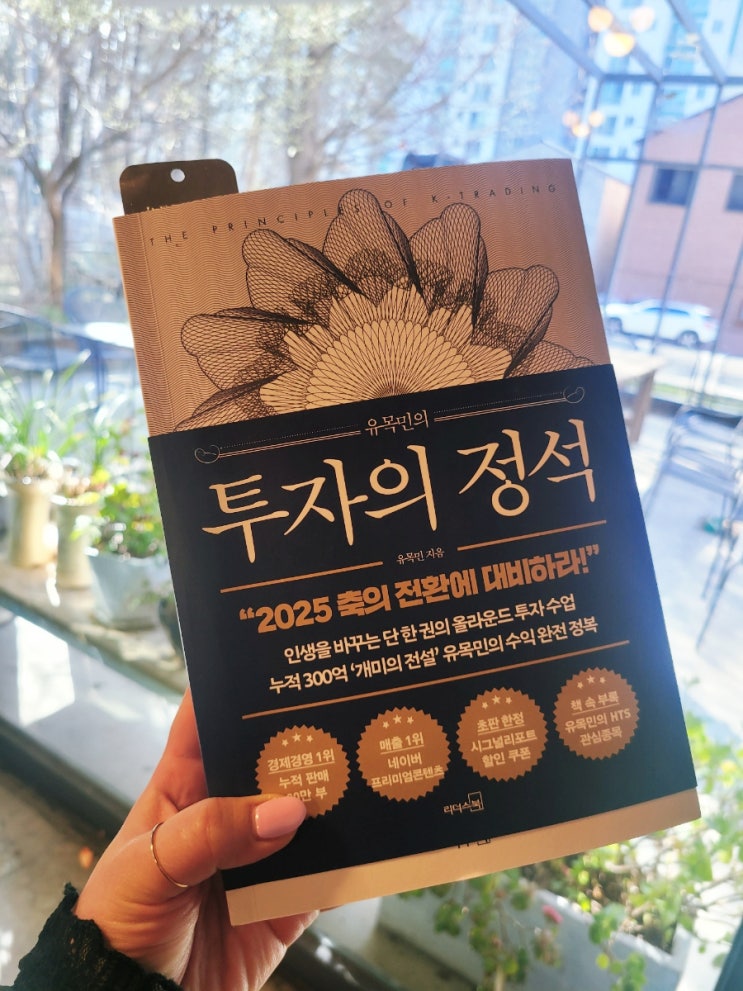 THE PRINCIPLES OF K-TRADING
유목민의
투자의 정석
유목민 지음
“2025 축의 전환에 대비하라!”
인생을 바꾸는 단 한 권의 올라운드 투자 수업
누적 300억 ‘개미의 전설’ 유목민의 수익 완전 정복
경제경영 1위
누적 판매
만 부
매출 1위
네이버
프리미엄콘텐츠
초판 한정
시그널리포트
할인 쿠폰
책 속 부록
유목민의 HTS
관심종목
리더스북